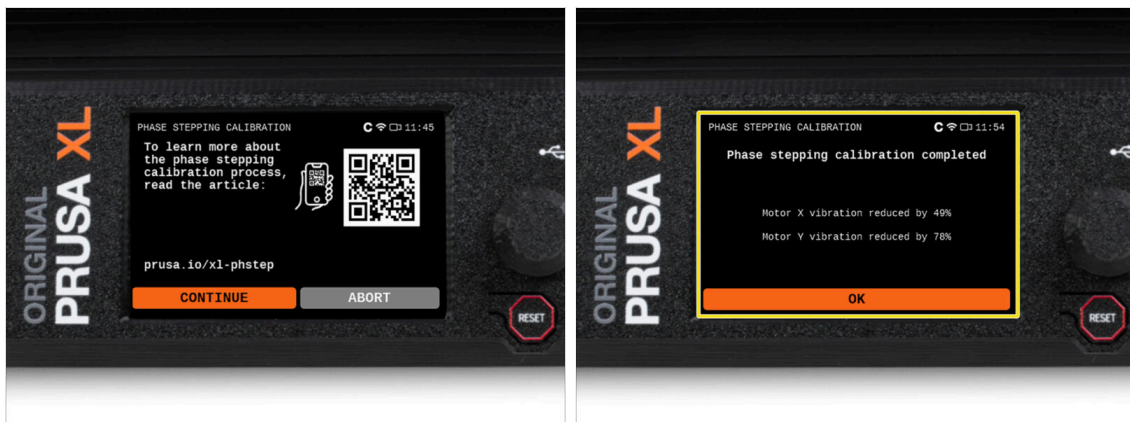 ORIGINAL
PRUSA XL
PHASE STEPPING CALIBRATION
C 11:45
To learn more about
the phase stepping
calibration process,
read the article:
prusa.io/xl-phstep
CONTINUE
ABORT
RESET
ORIGINAL
PRUSA XL
PHASE STEPPING CALIBRATION
C 11:54
Phase stepping calibration completed
Motor X vibration reduced by 49%
Motor Y vibration reduced by 78%
OK
RESET